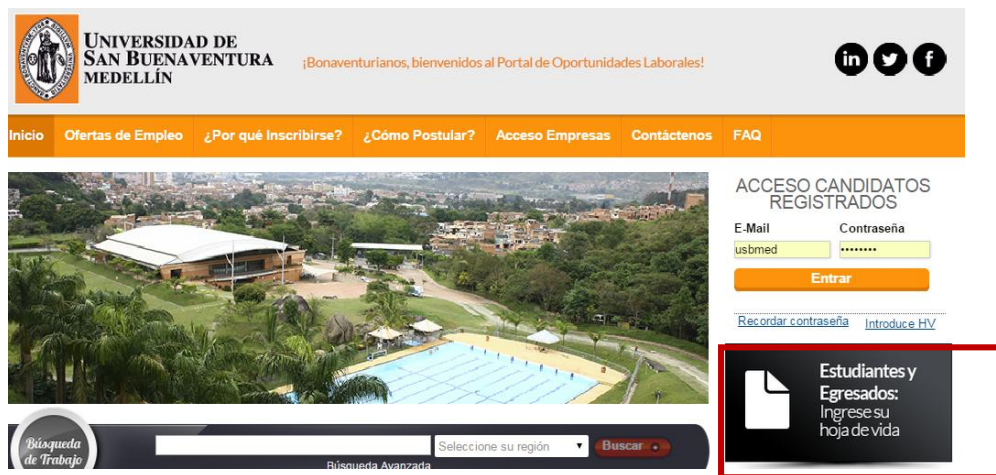 UNIVERSIDAD DE
SAN BUENAVENTURA
MEDELLÍN
¡Bonaventurianos, bienvenidos al Portal de Oportunidades Laborales!
Inicio Ofertas de Empleo ¿Por qué Inscribirse? ¿Cómo Postular? Acceso Empresas Contáctenos FAQ
ACCESO CANDIDATOS
REGISTRADOS
E-Mail Contraseña
usbmed ••••••••
Entrar
Recordar contraseña Introduce HV
Estudiantes y
Egresados:
Ingrese su
hoja de vida
Búsqueda
de Trabajo
Seleccione su región
Buscar
Búsqueda Avanzada